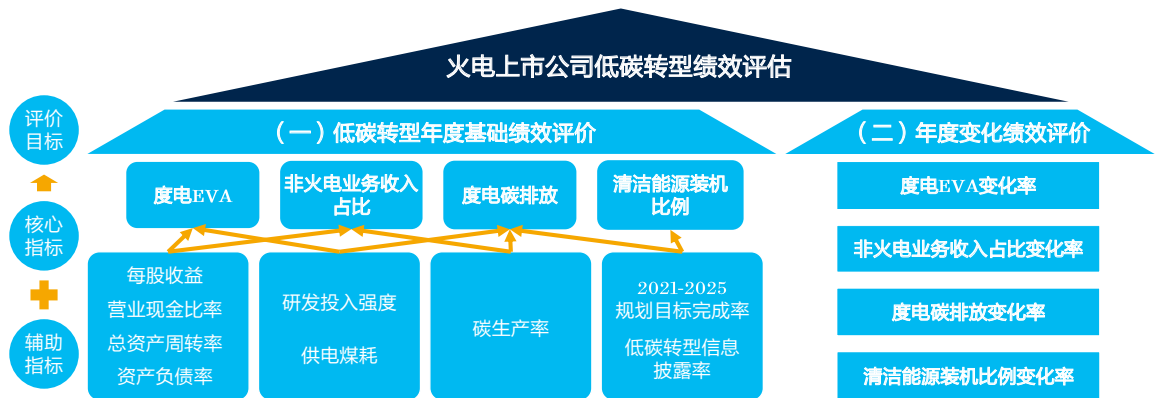 火电上市公司低碳转型绩效评估
评价
目标
（一）低碳转型年度基础绩效评价
（二）年度变化绩效评价
核心
指标
度电EVA
非火电业务收入
占比
度电碳排放
清洁能源装机
比例
度电EVA变化率
非火电业务收入占比变化率
度电碳排放变化率
清洁能源装机比例变化率
辅助
指标
每股收益
营业现金比率
总资产周转率
资产负债率
研发投入强度
供电煤耗
碳生产率
2021-2025
规划目标完成率
低碳转型信息
披露率